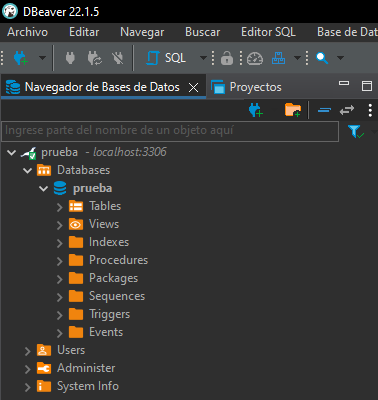 DBeaver 22.1.5
Archivo Editar Navegar Buscar Editor SQL Base de Dat
SQL
Navegador de Bases de Datos Proyectos
Ingrese parte del nombre de un objeto aquí
prueba - localhost:3306
Databases
prueba
Tables
Views
Indexes
Procedures
Packages
Sequences
Triggers
Events
Users
Administer
System Info